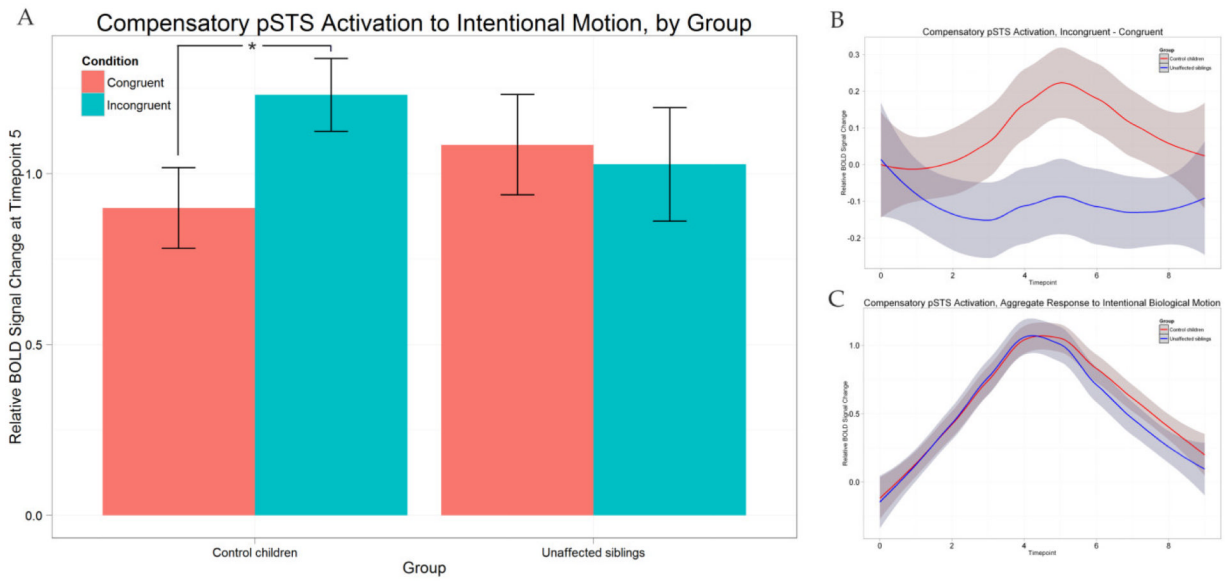 A
Compensatory pSTS Activation to Intentional Motion, by Group
Relative BOLD Signal Change at Timepoint 5
1.0
0.5
0.0
Condition
Congruent
Incongruent
*
Control children
Unaffected siblings
Group
B
Compensatory pSTS Activation, Incongruent - Congruent
Relative BOLD Signal Change
0.3
0.2
0.1
0.0
-0.1
-0.2
Group
Control children
Unaffected siblings
0 2 4 6 8
Timepoint
C
Compensatory pSTS Activation, Aggregate Response to Intentional Biological Motion
Relative BOLD Signal Change
1.0
0.5
0.0
Group
Control children
Unaffected siblings
0 2 4 6 8
Timepoint